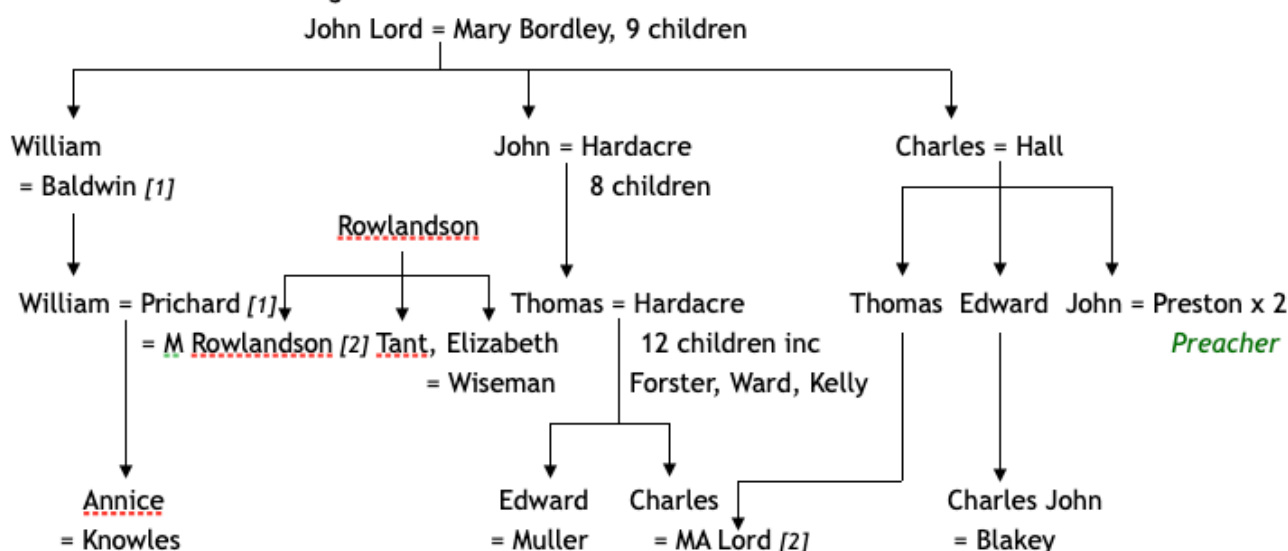 John Lord = Mary Bordley, 9 children
William John = Hardacre Charles = Hall
= Baldwin [1] 8 children
Rowlandson
William = Prichard [1] Thomas = Hardacre Thomas Edward John = Preston x 2
= M Rowlandson [2] Tant, Elizabeth 12 children inc Preacher
= Wiseman Forster, Ward, Kelly
Annice Edward Charles Charles John
= Knowles = Muller = MA Lord [2] = Blakey